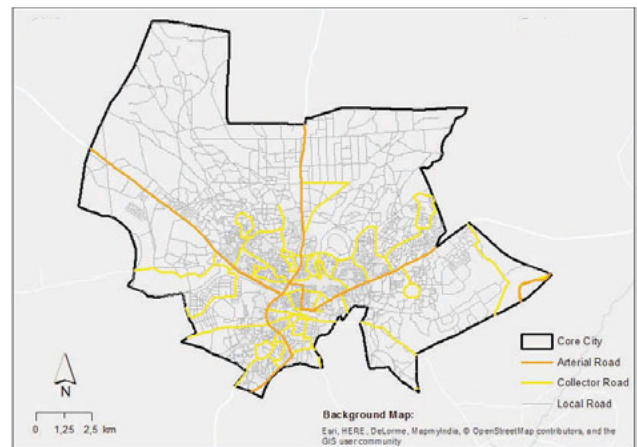 Core City
Arterial Road
Collector Road
Local Road
N
0 1,25 2,5 km
Background Map:
Esri, HERE, DeLorme, MapmyIndia, © OpenStreetMap contributors, and the
GIS user community